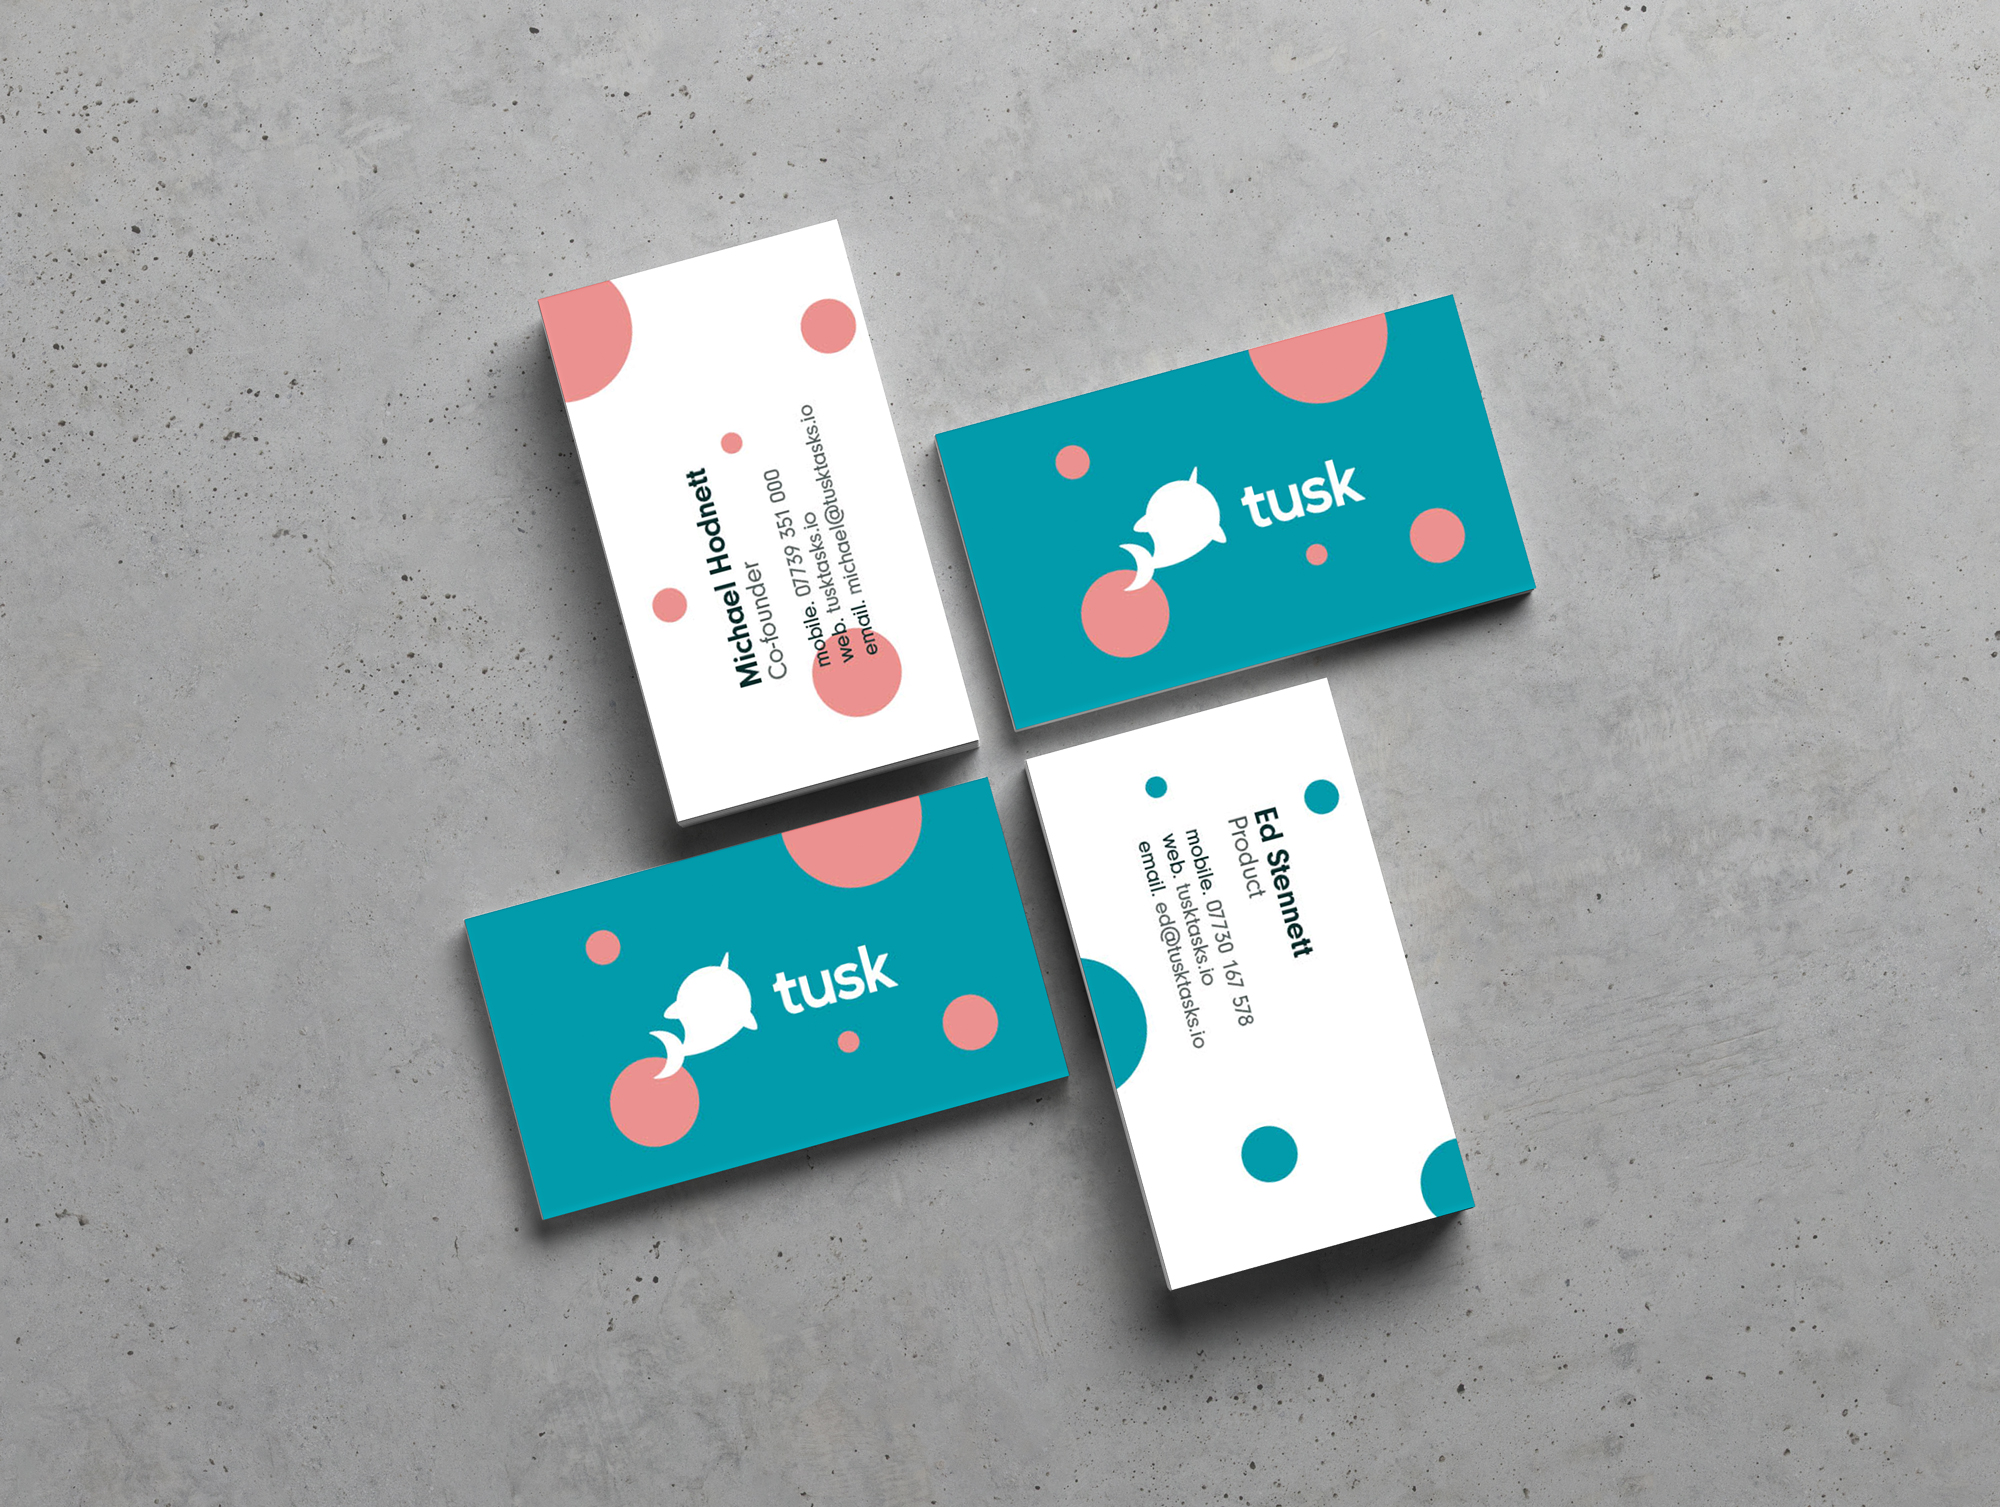 Michael Hodnett
Co-founder
mobile. 07739 351 000
web. tusktasks.io
email. michael@tusktasks.io
tusk
tusk
Ed Stennett
Product
mobile. 07730 167 578
web. tusktasks.io
email. ed@tusktasks.io